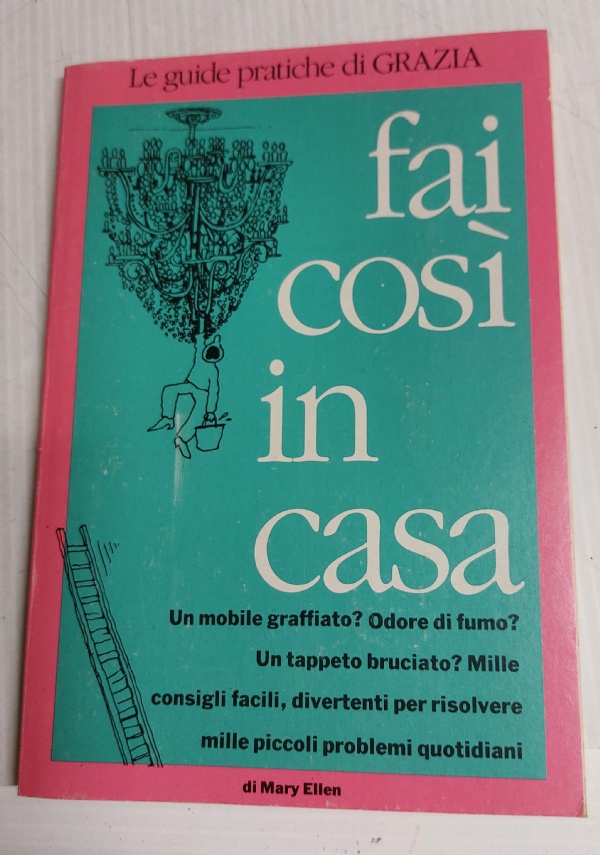 Le guide pratiche di GRAZIA
fai
così
in
casa
Un mobile graffiato? Odore di fumo?
Un tappeto bruciato? Mille
consigli facili, divertenti per risolvere
mille piccoli problemi quotidiani
di Mary Ellen